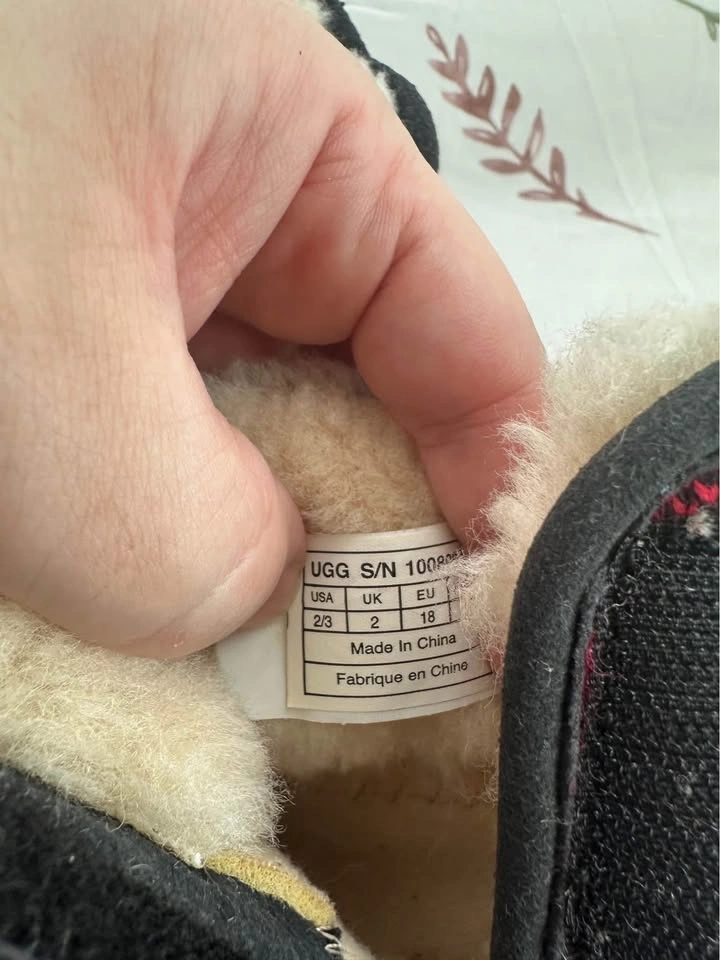 UGG S/N
USA UK EU
2/3 2 18
Made In China
Fabrique en Chine